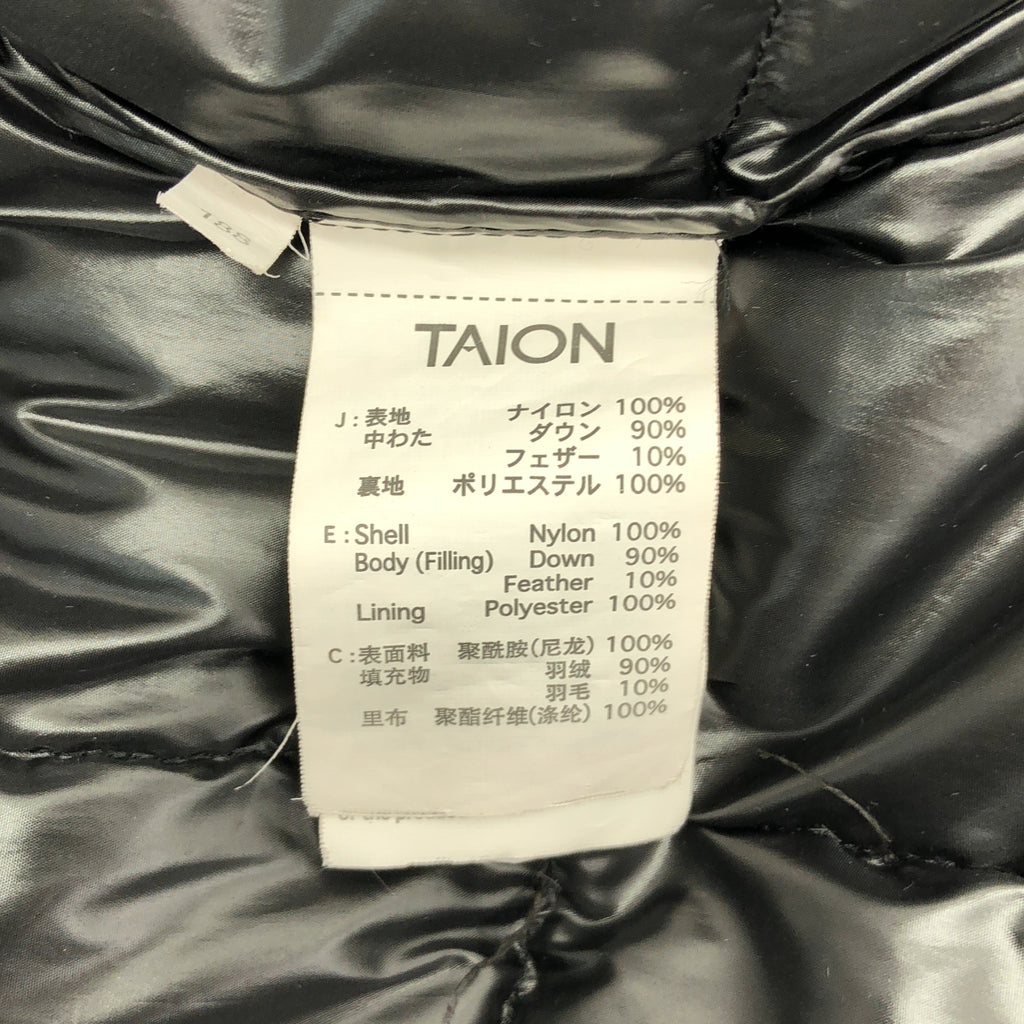 188
TAION
J : 表地 ナイロン 100%
中わた ダウン 90%
フェザー 10%
裏地 ポリエステル 100%
E : Shell Nylon 100%
Body (Filling) Down 90%
Feather 10%
Lining Polyester 100%
C : 表面料 聚酰胺(尼龙) 100%
填充物 羽绒 90%
羽毛 10%
里布 聚酯纤维(涤纶) 100%
of the